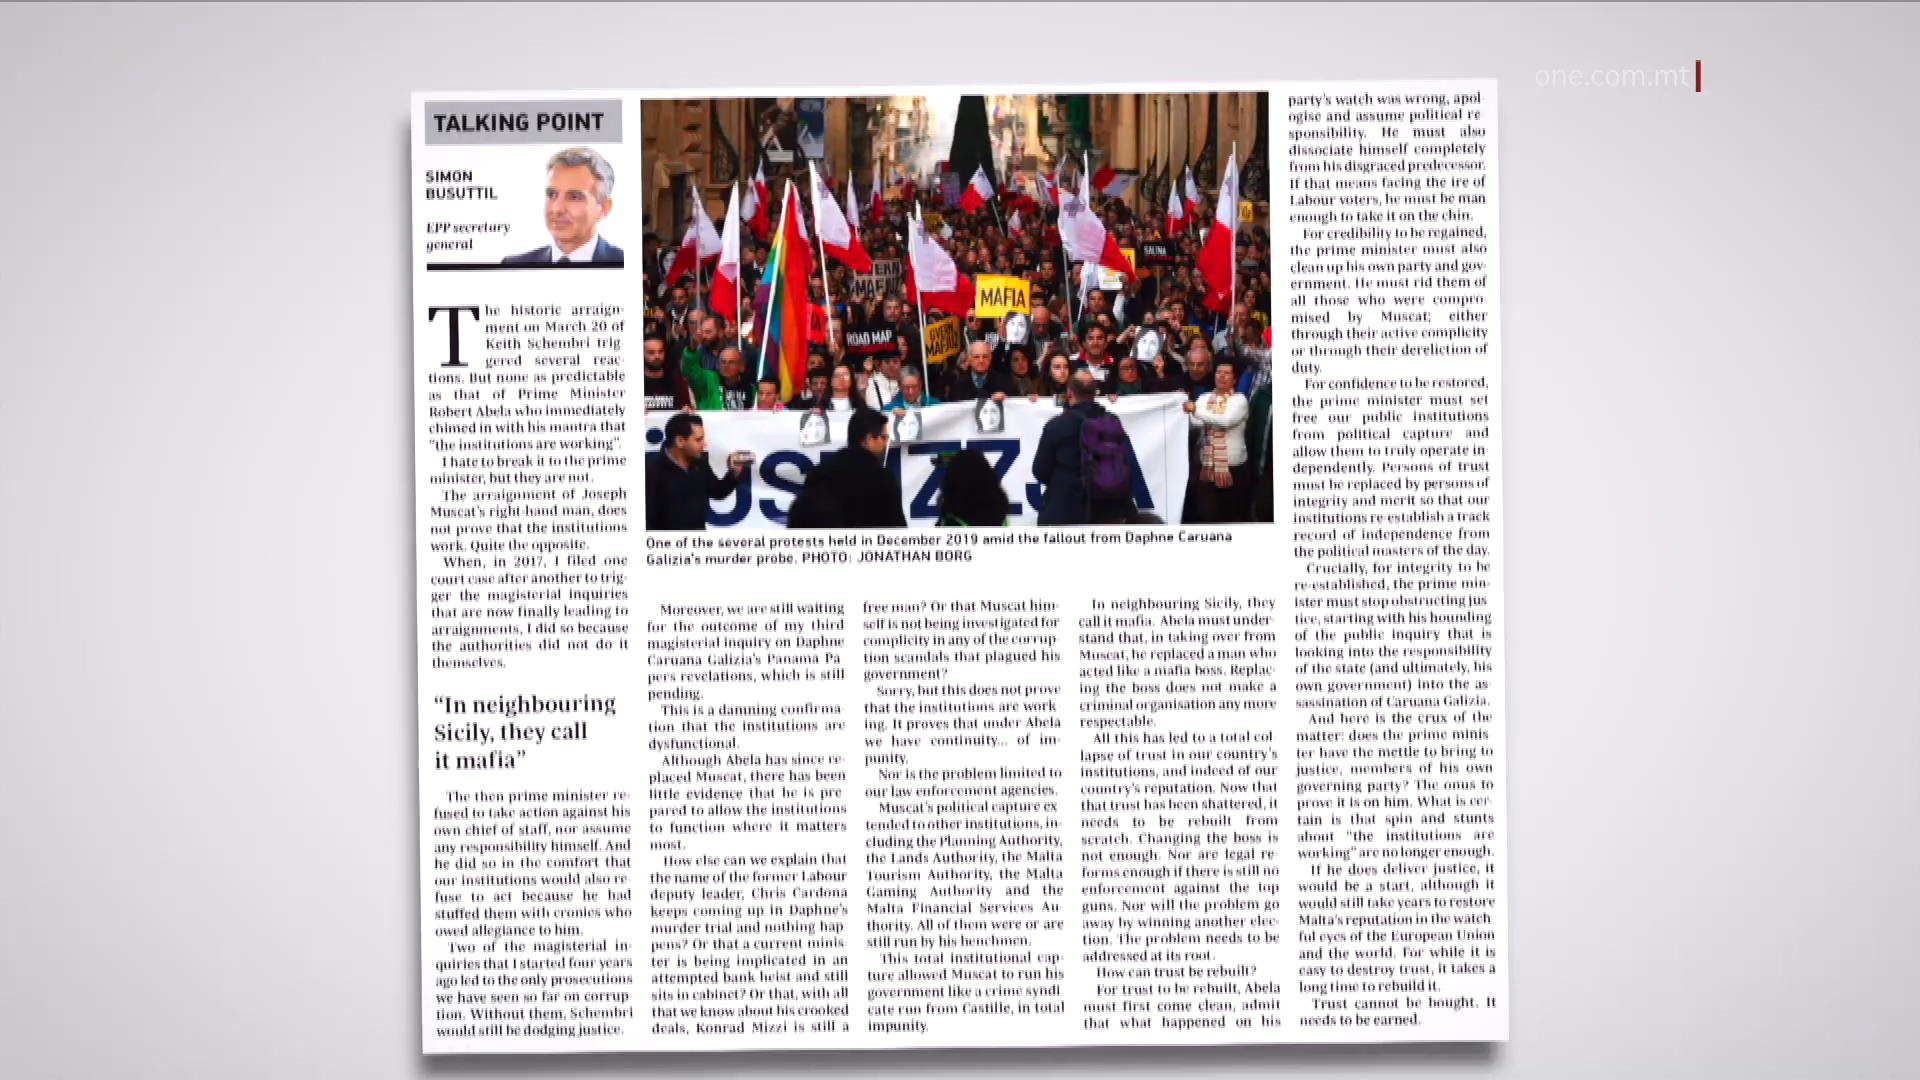 one.com.mt
TALKING POINT
SIMON
BUSUTTIL
EPP secretary
general
The historic arraign-
ment on March 20 of
Keith Schembri trig-
gered several reac-
tions. But none as predictable
as that of Prime Minister
Robert Abela who immediately
chimed in with his mantra that
"the institutions are working".
I hate to break it to the prime
minister, but they are not.
The arraignment of Joseph
Muscat's right-hand man, does
not prove that the institutions
work. Quite the opposite.
When, in 2017, I filed one
court case after another to trig-
ger the magisterial inquiries
that are now finally leading to
arraignments, I did so because
the authorities did not do it
themselves.
"In neighbouring
Sicily, they call
it mafia"
The then prime minister re-
fused to take action against his
own chief of staff, nor assume
any responsibility himself. And
he did so in the comfort that
our institutions would also re-
fuse to act because he had
stuffed them with cronies who
owed allegiance to him.
Two of the magisterial in-
quiries that I started four years
ago led to the only prosecutions
we have seen so far on corrup-
tion. Without them, Schembri
would still be dodging justice.
MAFIA
ROAD MAP
GVERN
MAFJUŻ
SALINA
One of the several protests held in December 2019 amid the fallout from Daphne Caruana
Galizia's murder probe. PHOTO: JONATHAN BORG
Moreover, we are still waiting
for the outcome of my third
magisterial inquiry on Daphne
Caruana Galizia's Panama Pa-
pers revelations, which is still
pending.
This is a damning confirma-
tion that the institutions are
dysfunctional.
Although Abela has since re-
placed Muscat, there has been
little evidence that he is pre-
pared to allow the institutions
to function where it matters
most.
How else can we explain that
the name of the former Labour
deputy leader, Chris Cardona
keeps coming up in Daphne's
murder trial and nothing hap-
pens? Or that a current minis-
ter is being implicated in an
attempted bank heist and still
sits in cabinet? Or that, with all
that we know about his crooked
deals, Konrad Mizzi is still a
free man? Or that Muscat him-
self is not being investigated for
complicity in any of the corrup-
tion scandals that plagued his
government?
Sorry, but this does not prove
that the institutions are work-
ing. It proves that under Abela
we have continuity... of im-
punity.
Nor is the problem limited to
our law enforcement agencies.
Muscat's political capture ex-
tended to other institutions, in-
cluding the Planning Authority,
the Lands Authority, the Malta
Tourism Authority, the Malta
Gaming Authority and the
Malta Financial Services Au-
thority. All of them were or are
still run by his henchmen.
This total institutional cap-
ture allowed Muscat to run his
government like a crime syndi-
cate run from Castille, in total
impunity.
In neighbouring Sicily, they
call it mafia. Abela must under-
stand that, in taking over from
Muscat, he replaced a man who
acted like a mafia boss. Replac-
ing the boss does not make a
criminal organisation any more
respectable.
All this has led to a total col-
lapse of trust in our country's
institutions, and indeed of our
country's reputation. Now that
that trust has been shattered, it
needs to be rebuilt from
scratch. Changing the boss is
not enough. Nor are legal re-
forms enough if there is still no
enforcement against the top
guns. Nor will the problem go
away by winning another elec-
tion. The problem needs to be
addressed at its root.
How can trust be rebuilt?
For trust to be rebuilt, Abela
must first come clean, admit
that what happened on his
party's watch was wrong, apol-
ogise and assume political re-
sponsibility. He must also
dissociate himself completely
from his disgraced predecessor.
If that means facing the ire of
Labour voters, he must be man
enough to take it on the chin.
For credibility to be regained,
the prime minister must also
clean up his own party and gov-
ernment. He must rid them of
all those who were compro-
mised by Muscat; either
through their active complicity
or through their dereliction of
duty.
For confidence to be restored,
the prime minister must set
free our public institutions
from political capture and
allow them to truly operate in-
dependently. Persons of trust
must be replaced by persons of
integrity and merit so that our
institutions re-establish a track
record of independence from
the political masters of the day.
Crucially, for integrity to be
re-established, the prime min-
ister must stop obstructing jus-
tice, starting with his hounding
of the public inquiry that is
looking into the responsibility
of the state (and ultimately, his
own government) into the as-
sassination of Caruana Galizia.
And here is the crux of the
matter: does the prime minis-
ter have the mettle to bring to
justice, members of his own
governing party? The onus to
prove it is on him. What is cer-
tain is that spin and stunts
about "the institutions are
working" are no longer enough.
If he does deliver justice, it
would be a start, although it
would still take years to restore
Malta's reputation in the watch-
ful eyes of the European Union
and the world. For while it is
easy to destroy trust, it takes a
long time to rebuild it.
Trust cannot be bought. It
needs to be earned.